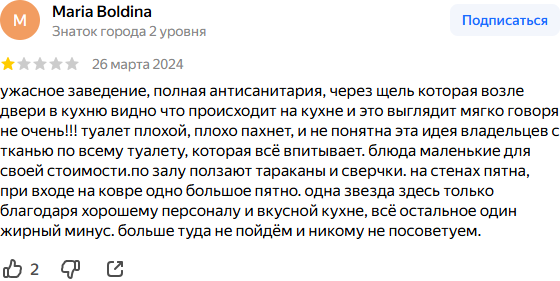 M
Maria Boldina
Знаток города 2 уровня
Подписаться
26 марта 2024
ужасное заведение, полная антисанитария, через щель которая возле
двери в кухню видно что происходит на кухне и это выглядит мягко говоря
не очень!!! туалет плохой, плохо пахнет, и не понятна эта идея владельцев с
тканью по всему туалету, которая всё впитывает. блюда маленькие для
своей стоимости.по залу ползают тараканы и сверчки. на стенах пятна,
при входе на ковре одно большое пятно. одна звезда здесь только
благодаря хорошему персоналу и вкусной кухне, всё остальное один
жирный минус. больше туда не пойдём и никому не посоветуем.
2